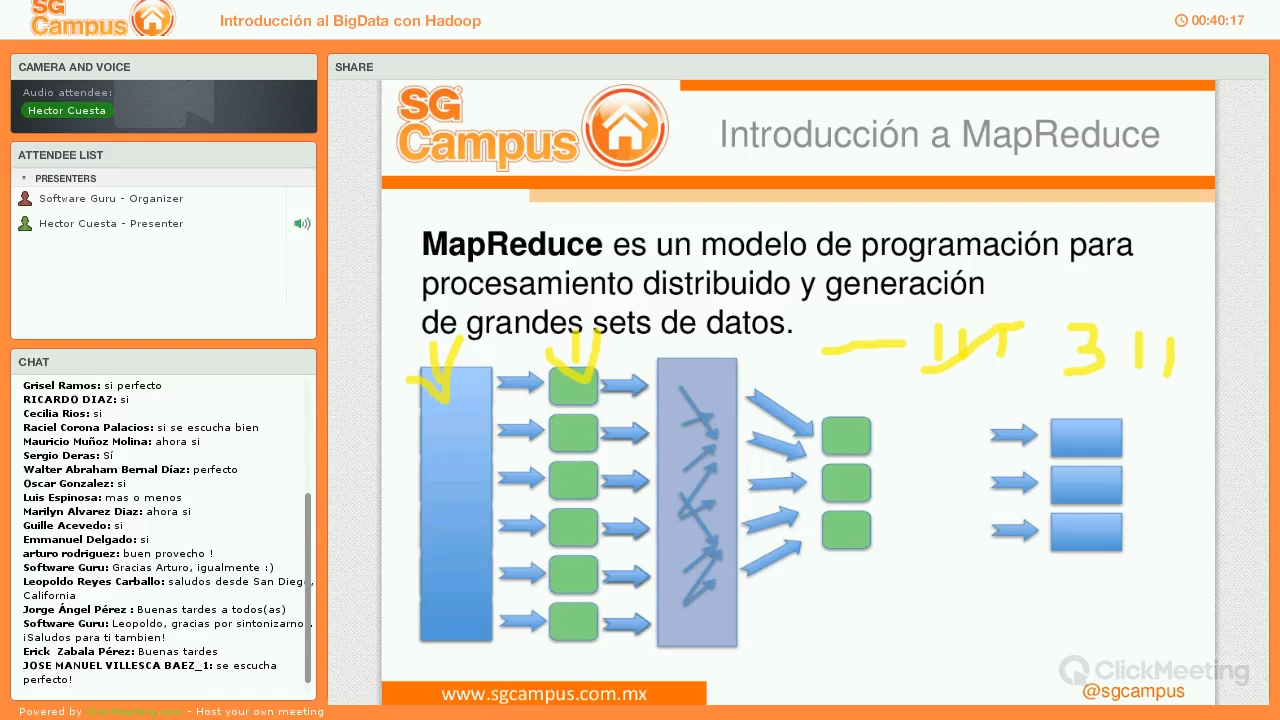 SG
Campus
Introducción al BigData con Hadoop
00:40:17
CAMERA AND VOICE
Audio attendee:
Hector Cuesta
ATTENDEE LIST
PRESENTERS
Software Guru - Organizer
Hector Cuesta - Presenter
CHAT
Grisel Ramos: si perfecto
RICARDO DIAZ: si
Cecilia Rios: si
Raciel Corona Palacios: si se escucha bien
Mauricio Muñoz Molina: ahora si
Sergio Deras: Sí
Walter Abraham Bernal Díaz: perfecto
Oscar Gonzalez: si
Luis Espinosa: mas o menos
Marilyn Alvarez Diaz: ahora si
Guille Acevedo: si
Emmanuel Delgado: si
arturo rodriguez: buen provecho !
Software Guru: Gracias Arturo, igualmente :)
Leopoldo Reyes Carballo: saludos desde San Diego,
California
Jorge Ángel Pérez : Buenas tardes a todos(as)
Software Guru: Leopoldo, gracias por sintonizarno
¡Saludos para ti tambien!
Erick Zabala Pérez: Buenas tardes
JOSE MANUEL VILLESCA BAEZ_1: se escucha
perfecto!
Powered by ClickMeeting.com - Host your own meeting
SHARE
SG
Campus
Introducción a MapReduce
MapReduce es un modelo de programación para
procesamiento distribuido y generación
de grandes sets de datos.
3
www.sgcampus.com.mx
ClickMeeting
@sgcampus